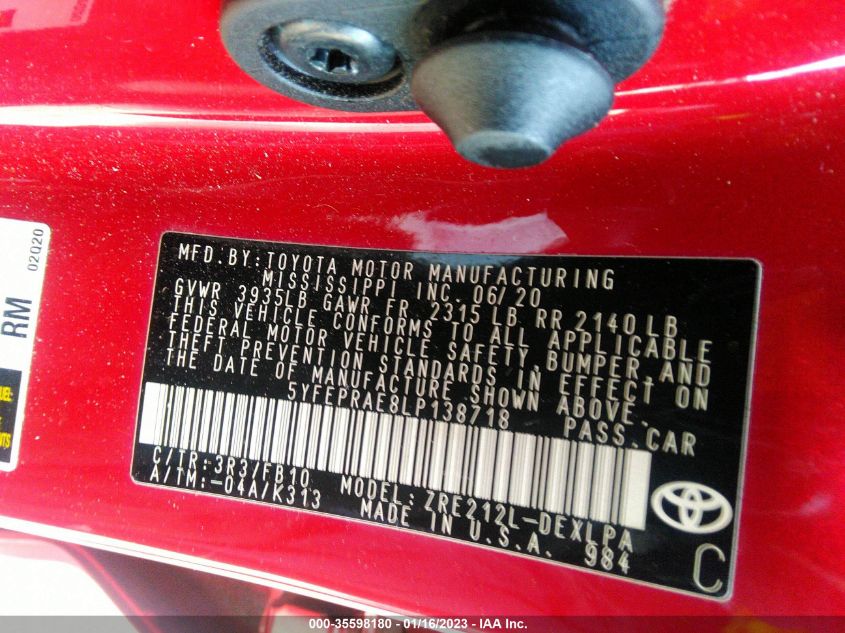 MFD.BY:TOYOTA MOTOR MANUFACTURING
MISSISSIPPI INC. 06/20
GVWR 3935LB GAWR FR 2315 LB RR 2140LB
THIS VEHICLE CONFORMS TO ALL APPLICABLE
FEDERAL MOTOR VEHICLE SAFETY,BUMPER,AND
THEFT PREVENTION STANDARDS IN EFFECT ON
THE DATE OF MANUFACTURE SHOWN ABOVE.
5YFEPRAE8LP138718 PASS.CAR
C/TR:3R3/FB10 MODEL:ZRE212L-DEXLPA
A/TM:-04A/K313 MADE IN U.S.A. 984
C
RM
02Q20
000-35598180 - 01/16/2023 - IAA Inc.